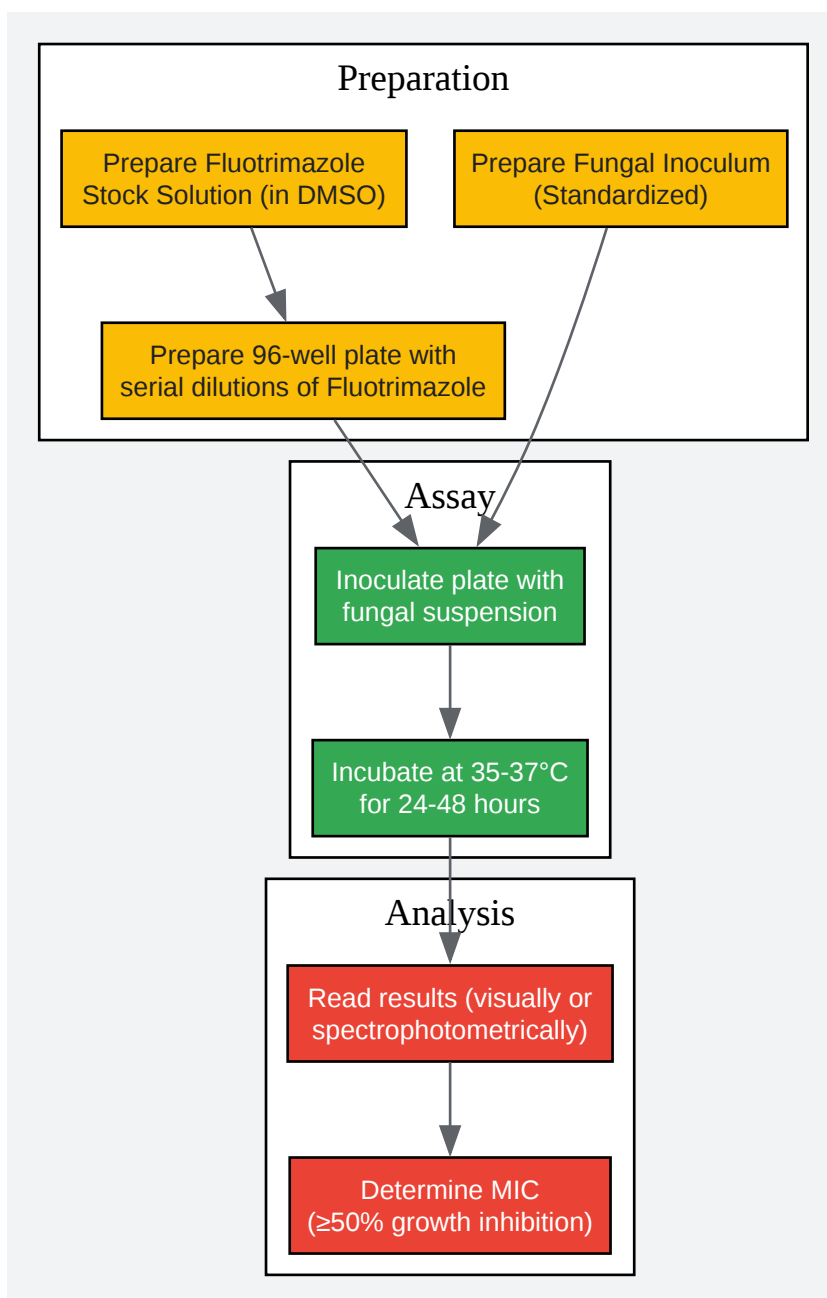 Preparation
Prepare Fluotrimazole
Stock Solution (in DMSO)
Prepare Fungal Inoculum
(Standardized)
Prepare 96-well plate with
serial dilutions of Fluotrimazole
Assay
Inoculate plate with
fungal suspension
Incubate at 35-37°C
for 24-48 hours
Analysis
Read results (visually or
spectrophotometrically)
Determine MIC
(≥50% growth inhibition)